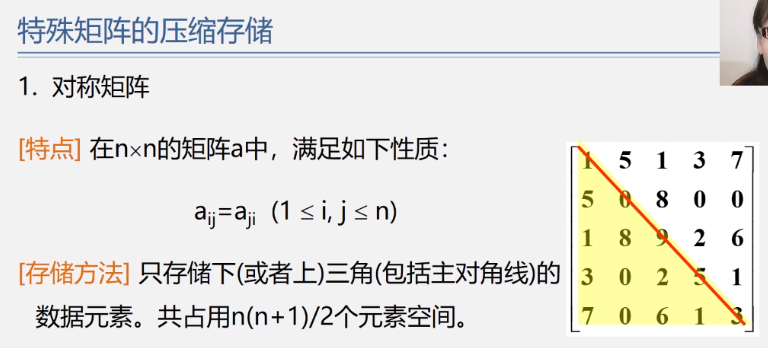 特殊矩阵的压缩存储
1. 对称矩阵
[特点] 在n×n的矩阵a中，满足如下性质：
aij=aji (1 ≤ i, j ≤ n)
[存储方法] 只存储下(或者上)三角(包括主对角线)的
数据元素。共占用n(n+1)/2个元素空间。
1 5 1 3 7
5 0 8 0 0
1 8 9 2 6
3 0 2 5 1
7 0 6 1 3